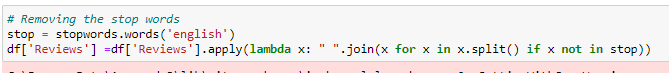 # Removing the stop words
stop = stopwords.words('english')
df['Reviews'] =df['Reviews'].apply(lambda x: " ".join(x for x in x.split() if x not in stop))